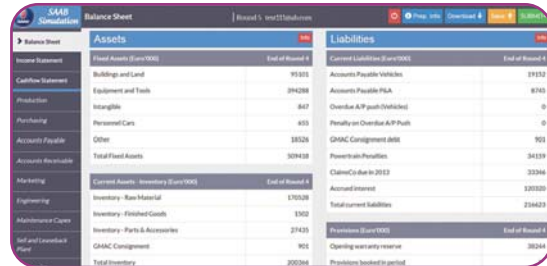 SAAB
Simulation
Balance Sheet
Round 5
Prep. Info
Download
Save
SUBMIT
Balance Sheet
Income Statement
Cashflow Statement
Production
Purchasing
Accounts Payable
Accounts Receivable
Marketing
Engineering
Maintenance Capex
Sell and Leaseback
Plant
Assets
Info
Fixed Assets (Euro'000) End of Round 4
Buildings and Land 95101
Equipment and Tools 394288
Intangible 847
Personnel Cars 655
Other 18526
Total Fixed Assets 509418
Current Assets - Inventory (Euro'000) End of Round 4
Inventory - Raw Material 170528
Inventory - Finished Goods 1502
Inventory - Parts & Accessories 27435
GMAC Consignment 901
Total Inventory 200366
Liabilities
Info
Current Liabilities (Euro'000) End of Round 4
Accounts Payable Vehicles 19152
Accounts Payable P&A 8745
Overdue A/P push (Vehicles) 0
Penalty on Overdue A/P Push 0
GMAC Consignment debt 901
Powertrain Penalties 34159
ClaimeCo due in 2013 33346
Accrued interest 120320
Total current liabilities 216623
Provisions (Euro'000) End of Round 4
Opening warranty reserve 38244
Provisions booked in period